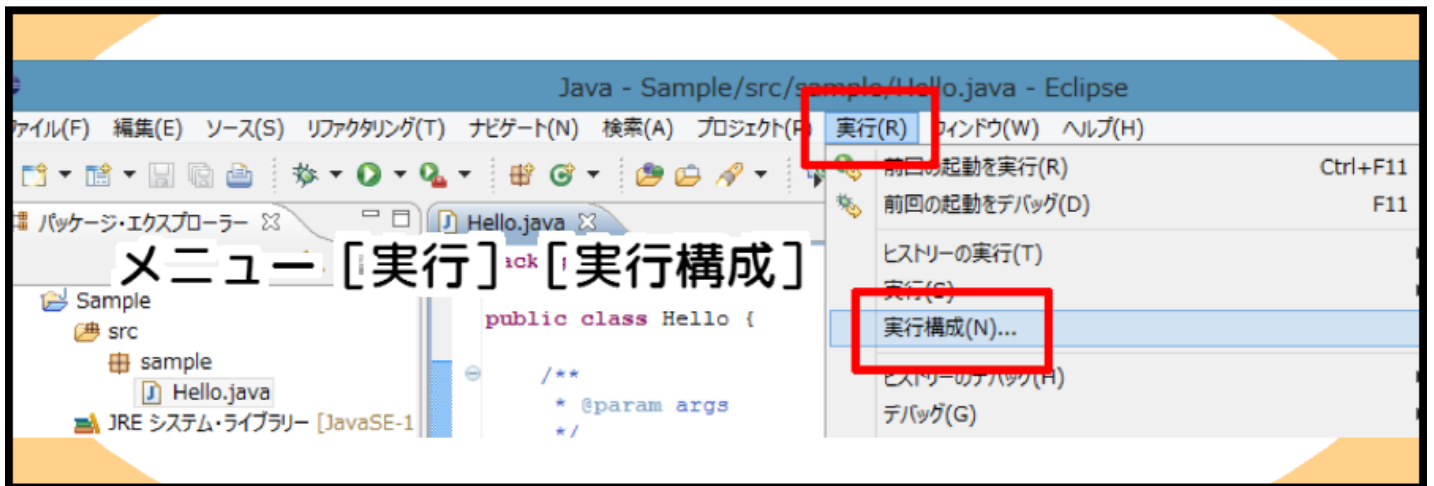 Java - Sample/src/sample/Hello.java - Eclipse
ァイル(F) 編集(E) ソース(S) リファクタリング(T) ナビゲート(N) 検索(A) プロジェクト(P) 実行(R) ウィンドウ(W) ヘルプ(H)
前回の起動を実行(R) Ctrl+F11
前回の起動をデバッグ(D) F11
パッケージ・エクスプローラー Hello.java
ヒストリーの実行(T)
メニュー [実行] [実行構成]
実行(S)
実行構成(N)...
Sample
src
sample
Hello.java
JRE システム・ライブラリー [JavaSE-1
public class Hello {
/**
* @param args
*/
ヒストリーのデバッグ(H)
デバッグ(G)